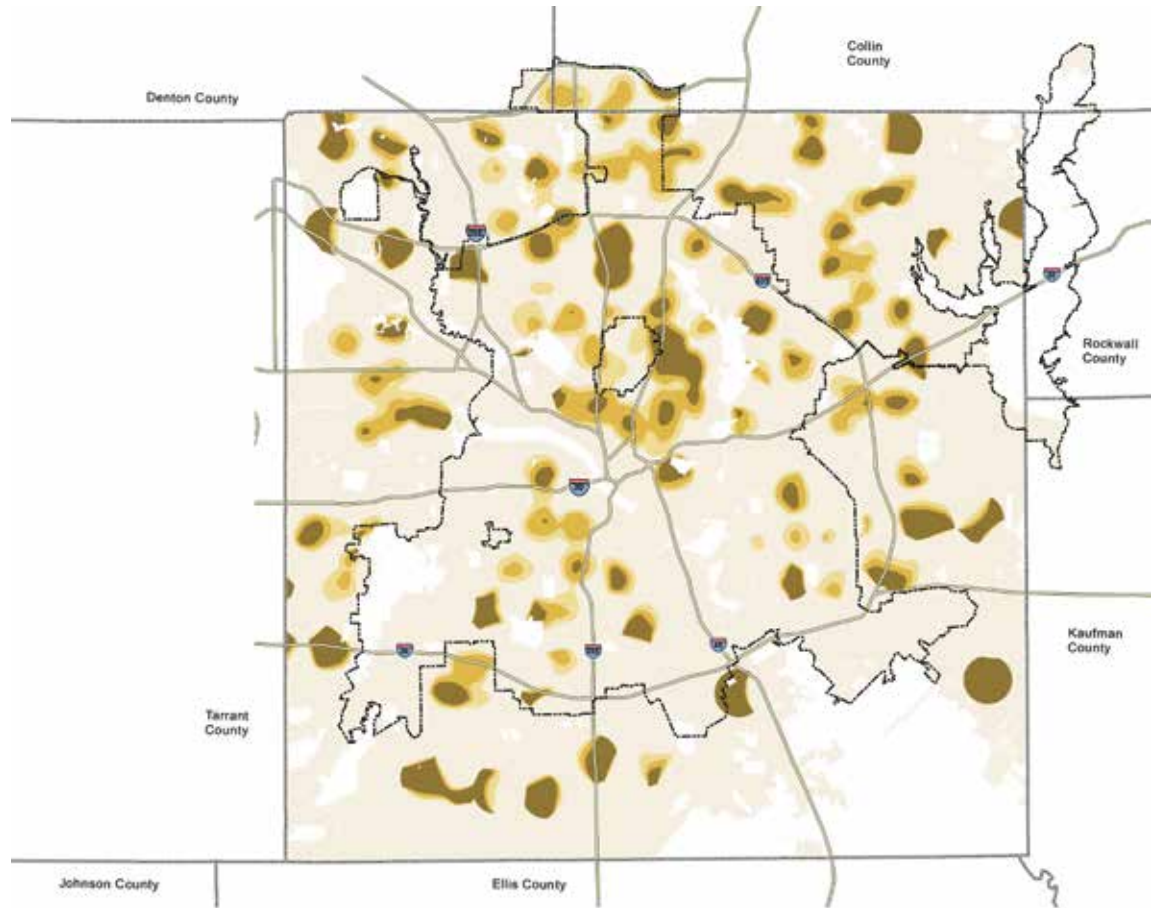 Collin
County
Denton County
Rockwall
County
Kaufman
County
Tarrant
County
Johnson County
Ellis County